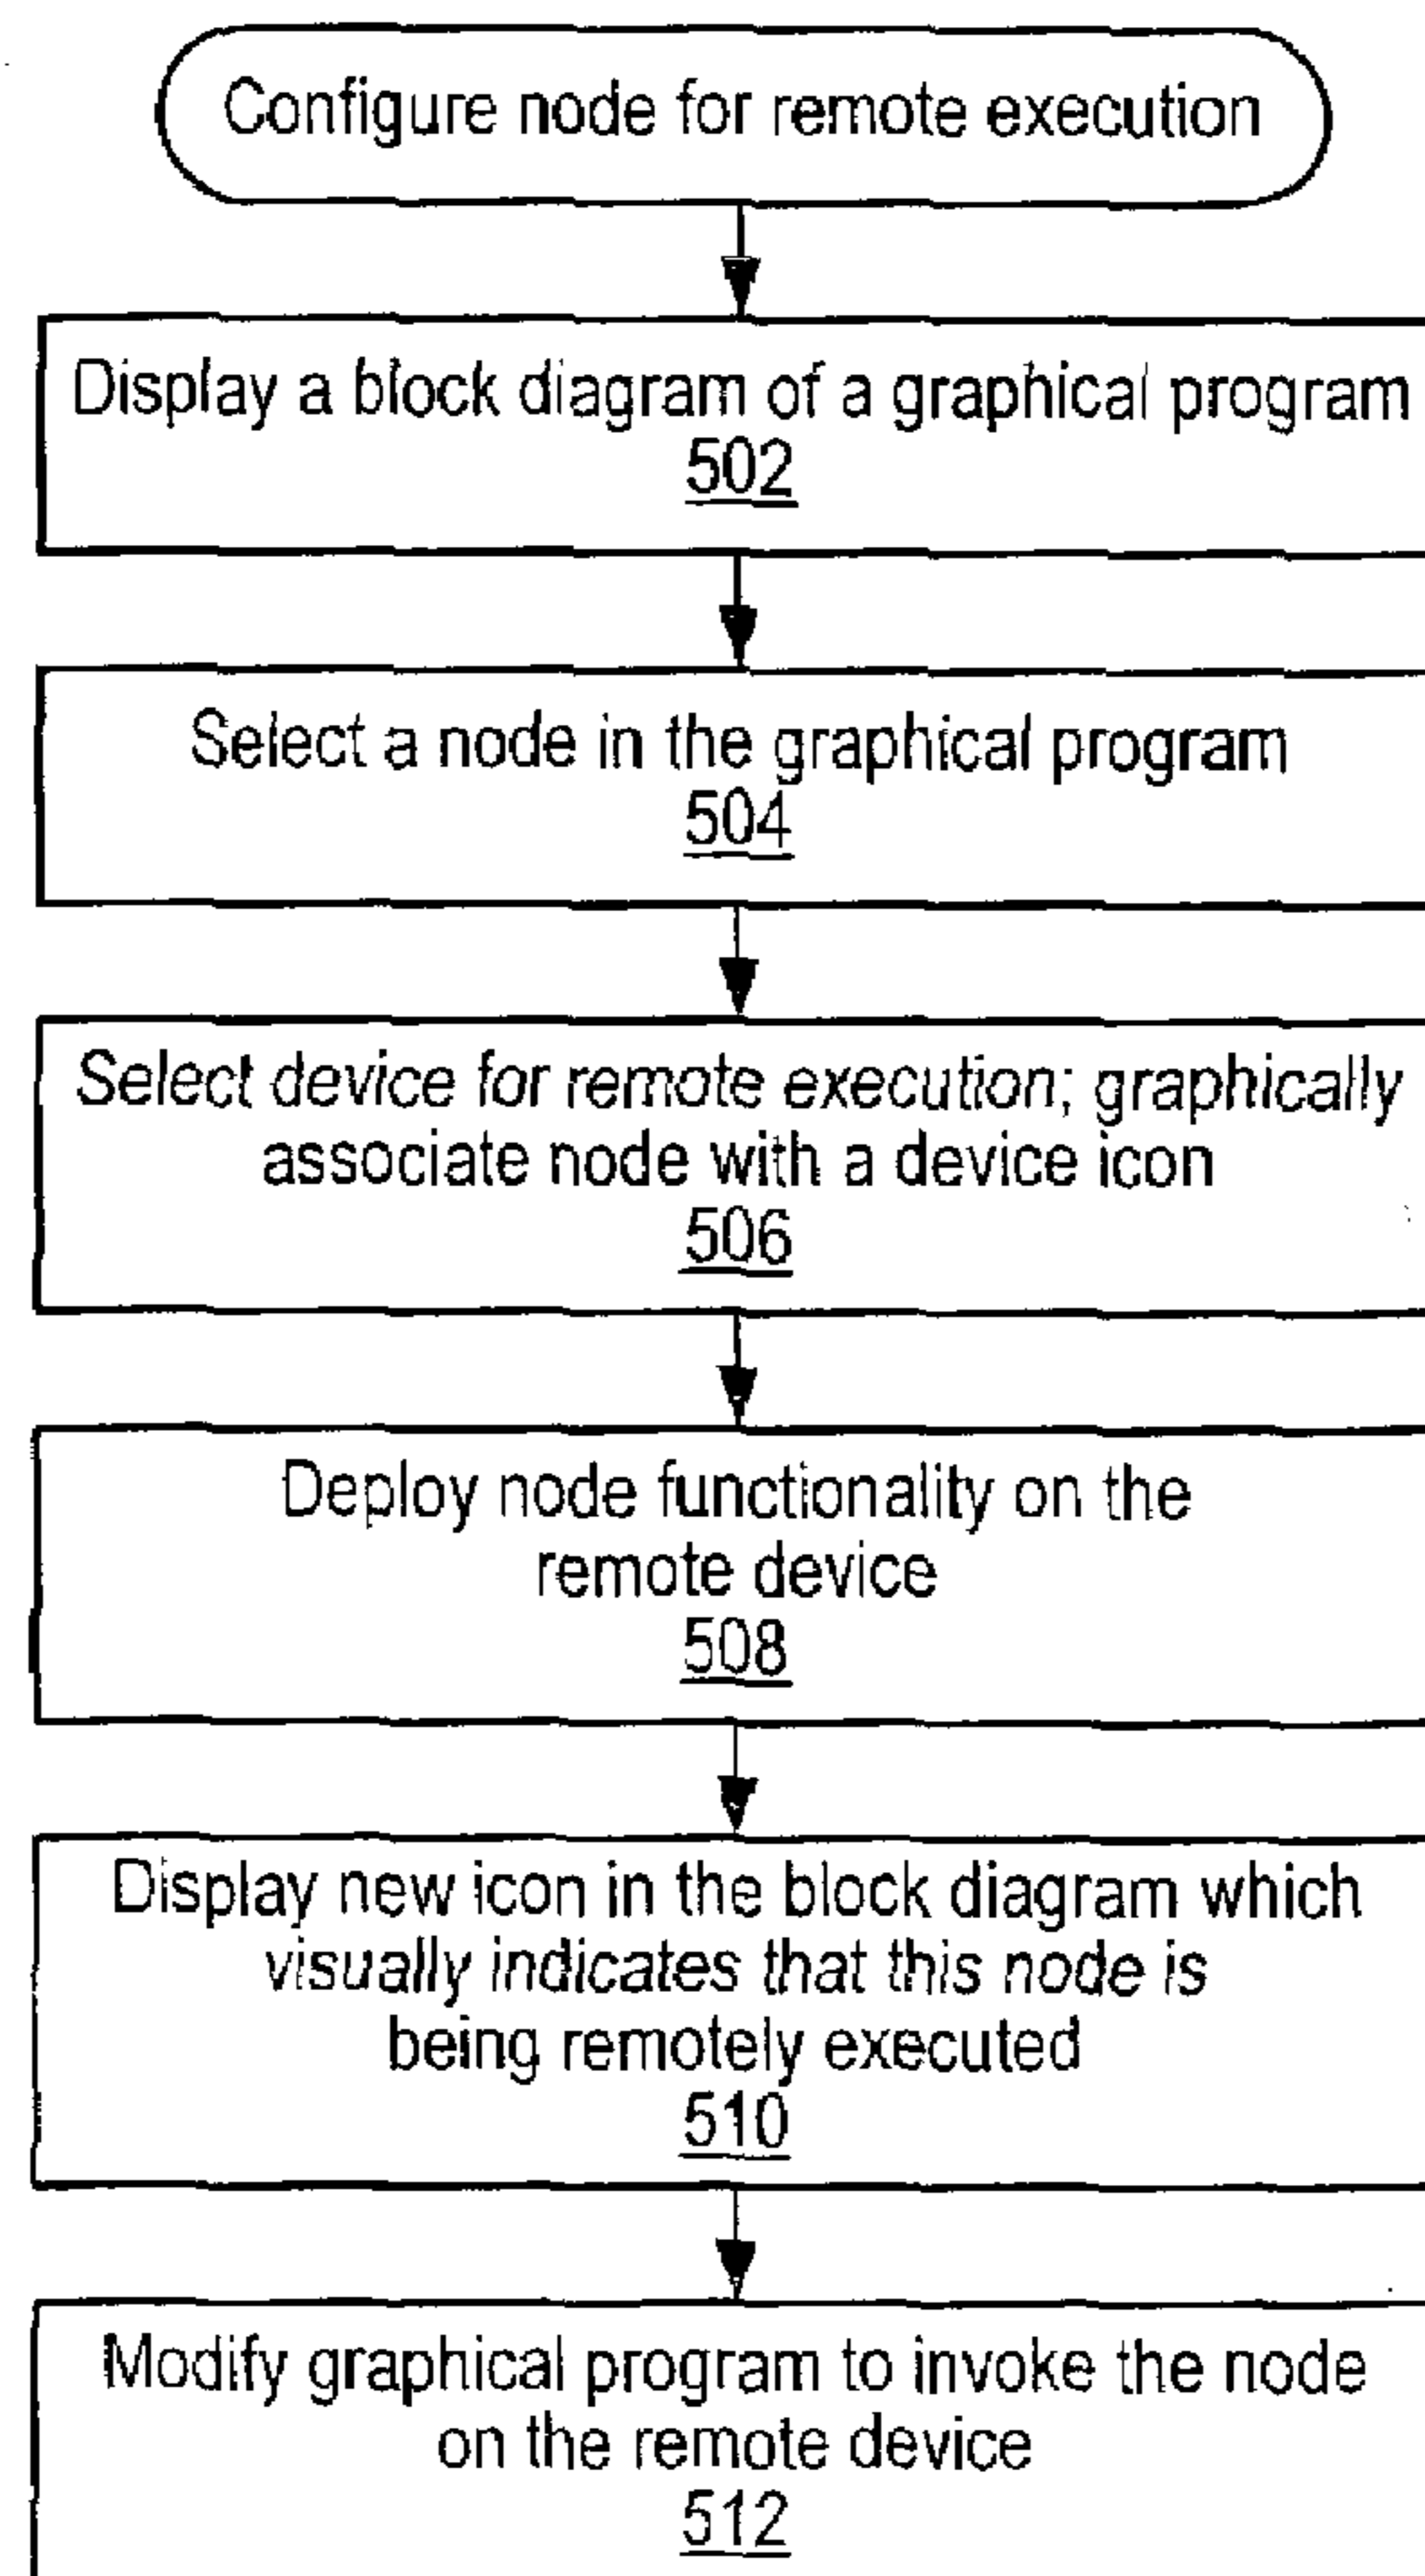 Configure node for remote execution
Display a block diagram of a graphical program
502
Select a node in the graphical program
504
Select device for remote execution; graphically
associate node with a device icon
506
Deploy node functionality on the
remote device
508
Display new icon in the block diagram which
visually indicates that this node is
being remotely executed
510
Modify graphical program to invoke the node
on the remote device
512